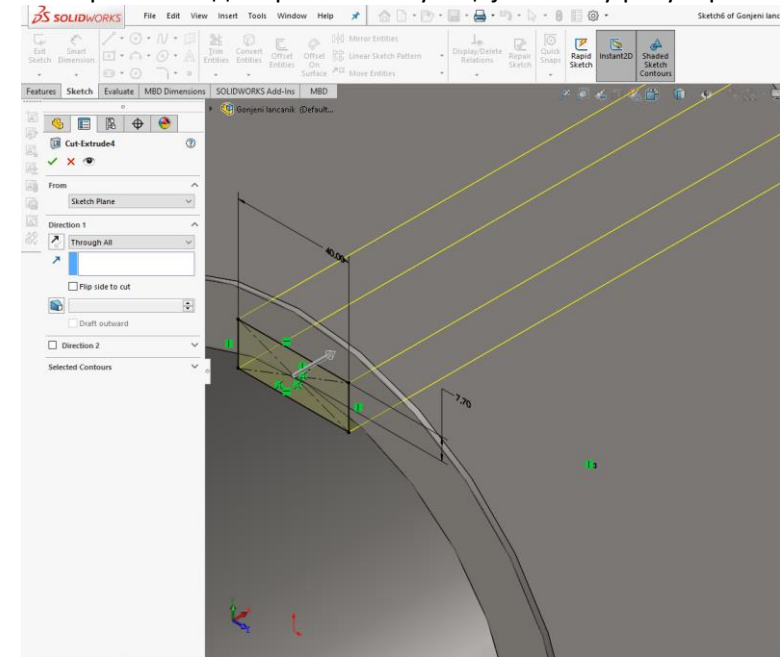 SOLIDWORKS File Edit View Insert Tools Window Help Sketch6 of Gonjeni lanc
Exit Sketch
Smart Dimension
Trim Entities
Convert Entities
Offset Entities
Offset On Surface
Mirror Entities
Linear Sketch Pattern
Move Entities
Display/Delete Relations
Repair Sketch
Quick Snaps
Rapid Sketch
Instant2D
Shaded Sketch Contours
Features Sketch Evaluate MBD Dimensions SOLIDWORKS Add-Ins MBD
Gonjeni lancanik (Default...
Cut-Extrude4
From
Sketch Plane
Direction 1
Through All
Flip side to cut
Draft outward
Direction 2
Selected Contours
40.00
7.70
3